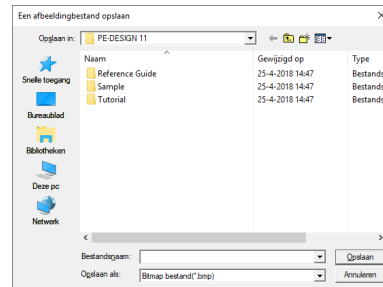 Een afbeeldingbestand opslaan
Opslaan in: PE-DESIGN 11
Naam Gewijzigd op Type
Reference Guide 25-4-2018 14:47 Bestands
Sample 25-4-2018 14:47 Bestands
Tutorial 25-4-2018 14:47 Bestands
Snelle toegang
Bureaublad
Bibliotheken
Deze pc
Netwerk
Bestandsnaam: Opslaan
Opslaan als: Bitmap bestand(*.bmp) Annuleren